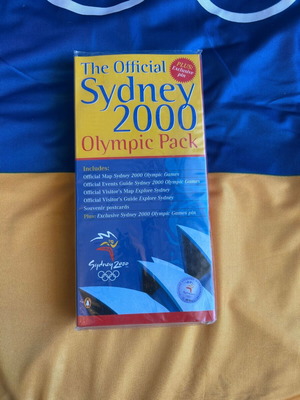 The Official
PLUS:
Exclusive
pin
Sydney
2000
Olympic Pack
Includes:
Official Map Sydney 2000 Olympic Games
Official Events Guide Sydney 2000 Olympic Games
Official Visitor's Map Explore Sydney
Official Visitor's Guide Explore Sydney
Souvenir postcards
Plus: Exclusive Sydney 2000 Olympic Games pin
Sydney 2000